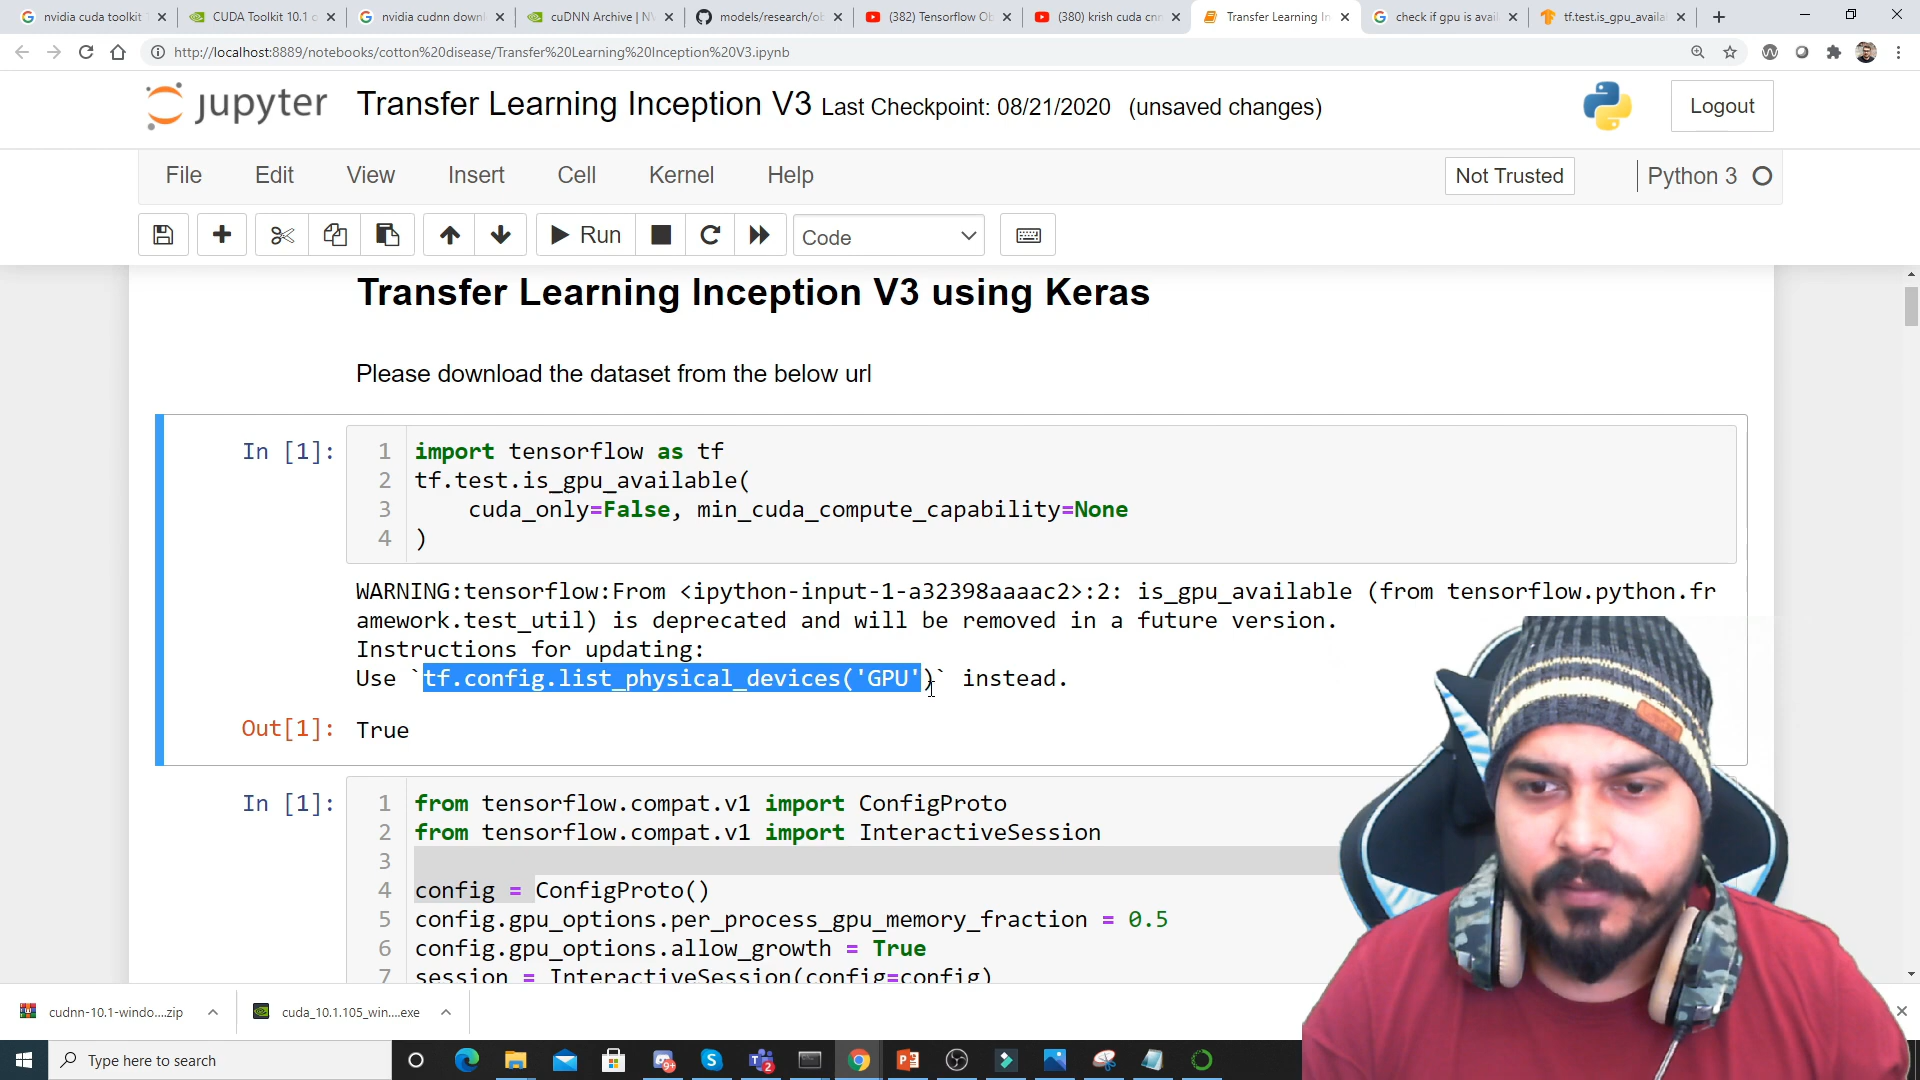 nvidia cuda toolkit
CUDA Toolkit 10.1
nvidia cudnn downl
cuDNN Archive | NV
models/research/ob
(382) Tensorflow Ob
(380) krish cuda cnn
Transfer Learning In
check if gpu is avai
tf.test.is_gpu_availa
http://localhost:8889/notebooks/cotton%20disease/Transfer%20Learning%20Inception%20V3.ipynb
jupyter Transfer Learning Inception V3 Last Checkpoint: 08/21/2020 (unsaved changes)
Logout
File Edit View Insert Cell Kernel Help
Not Trusted
Python 3
Run
Code
Transfer Learning Inception V3 using Keras
Please download the dataset from the below url
In [1]:
1 import tensorflow as tf
2 tf.test.is_gpu_available(
3 cuda_only=False, min_cuda_compute_capability=None
4 )
WARNING:tensorflow:From <ipython-input-1-a32398aaaac2>:2: is_gpu_available (from tensorflow.python.fr
amework.test_util) is deprecated and will be removed in a future version.
Instructions for updating:
Use `tf.config.list_physical_devices('GPU')` instead.
Out[1]: True
In [1]:
1 from tensorflow.compat.v1 import ConfigProto
2 from tensorflow.compat.v1 import InteractiveSession
3
4 config = ConfigProto()
5 config.gpu_options.per_process_gpu_memory_fraction = 0.5
6 config.gpu_options.allow_growth = True
7 session = InteractiveSession(config=config)
cudnn-10.1-windo....zip
cuda_10.1.105_win....exe
Type here to search